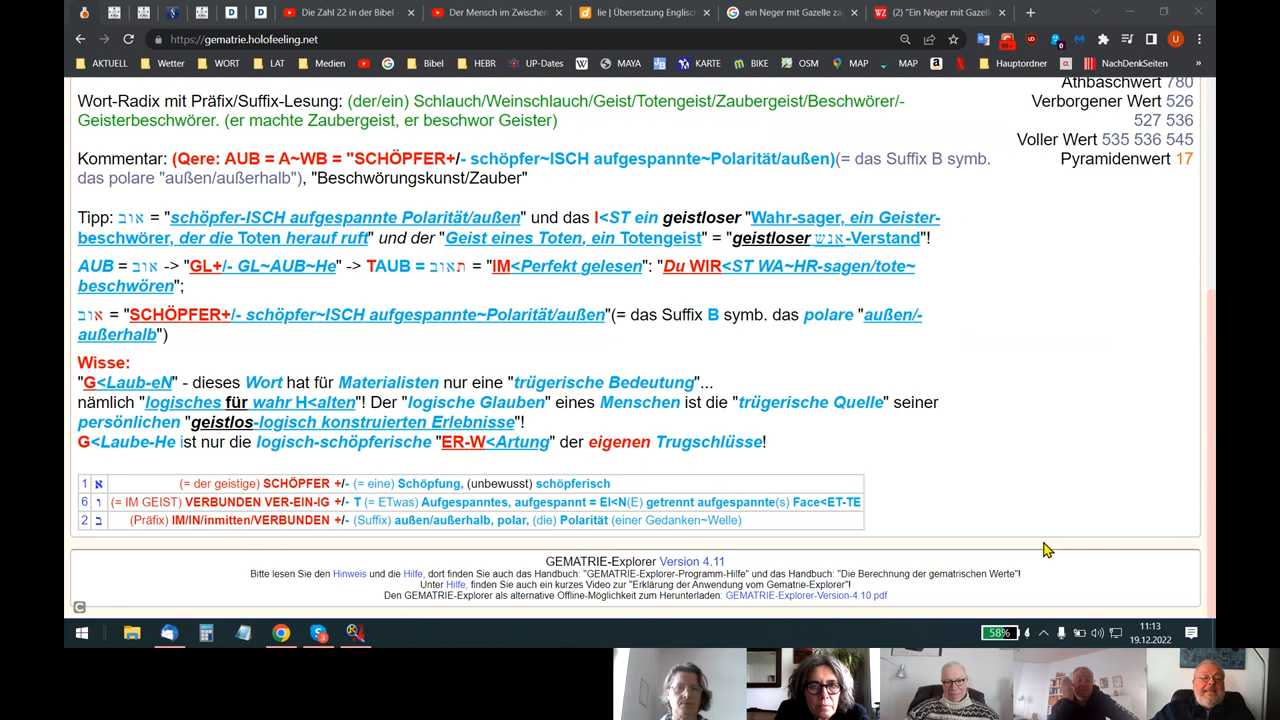 Die Zahl 22 in der Bibel -
Der Mensch im Zwischen
lie | Übersetzung Englisc
ein Neger mit Gazelle za
(2) "Ein Neger mit Gazel
https://gematrie.holofeeling.net
AKTUELL
Wetter
WORT
LAT
Medien
Bibel
HEBR
UP-Dates
MAYA
KARTE
BIKE
OSM
MAP
MAP
Hauptordner
NachDenkSeiten
Athbaschwert 780
Wort-Radix mit Präfix/Suffix-Lesung: (der/ein) Schlauch/Weinschlauch/Geist/Totengeist/Zaubergeist/Beschwörer/-
Geisterbeschwörer. (er machte Zaubergeist, er beschwor Geister)
Verborgener Wert 526
527 536
Voller Wert 535 536 545
Pyramidenwert 17
Kommentar: (Qere: AUB = A~WB = "SCHÖPFER+/- schöpfer~ISCH aufgespannte~Polarität/außen)(= das Suffix B symb.
das polare "außen/außerhalb"), "Beschwörungskunst/Zauber"
Tipp: אוב = "schöpfer-ISCH aufgespannte Polarität/außen" und das I<ST ein geistloser "Wahr-sager, ein Geister-
beschwörer, der die Toten herauf ruft" und der "Geist eines Toten, ein Totengeist" = "geistloser אנש-Verstand"!
AUB = אוב -> "GL+/- GL~AUB~He" -> TAUB = תאוב = "IM<Perfekt gelesen": "Du WIR<ST WA~HR-sagen/tote~
beschwören";
אוב = "SCHÖPFER+/- schöpfer~ISCH aufgespannte~Polarität/außen"(= das Suffix B symb. das polare "außen/-
außerhalb")
Wisse:
"G<Laub-eN" - dieses Wort hat für Materialisten nur eine "trügerische Bedeutung"...
nämlich "logisches für wahr H<alten"! Der "logische Glauben" eines Menschen ist die "trügerische Quelle" seiner
persönlichen "geistlos-logisch konstruierten Erlebnisse"!
G<Laube-He ist nur die logisch-schöpferische "ER-W<Artung" der eigenen Trugschlüsse!
1 א (= der geistige) SCHÖPFER +/- (= eine) Schöpfung, (unbewusst) schöpferisch
6 ו (= IM GEIST) VERBUNDEN VER-EIN-IG +/- T (= ETwas) Aufgespanntes, aufgespannt = EI<N(E) getrennt aufgespannte(s) Face<ET-TE
2 ב (Präfix) IM/IN/inmitten/VERBUNDEN +/- (Suffix) außen/außerhalb, polar, (die) Polarität (einer Gedanken~Welle)
GEMATRIE-Explorer Version 4.11
Bitte lesen Sie den Hinweis und die Hilfe, dort finden Sie auch das Handbuch: "GEMATRIE-Explorer-Programm-Hilfe" und das Handbuch: "Die Berechnung der gematrischen Werte"!
Unter Hilfe, finden Sie auch ein kurzes Video zur "Erklärung der Anwendung vom Gematrie-Explorer"!
Den GEMATRIE-Explorer als alternative Offline-Möglichkeit zum Herunterladen: GEMATRIE-Explorer-Version-4.10.pdf
58%
11:13
19.12.2022